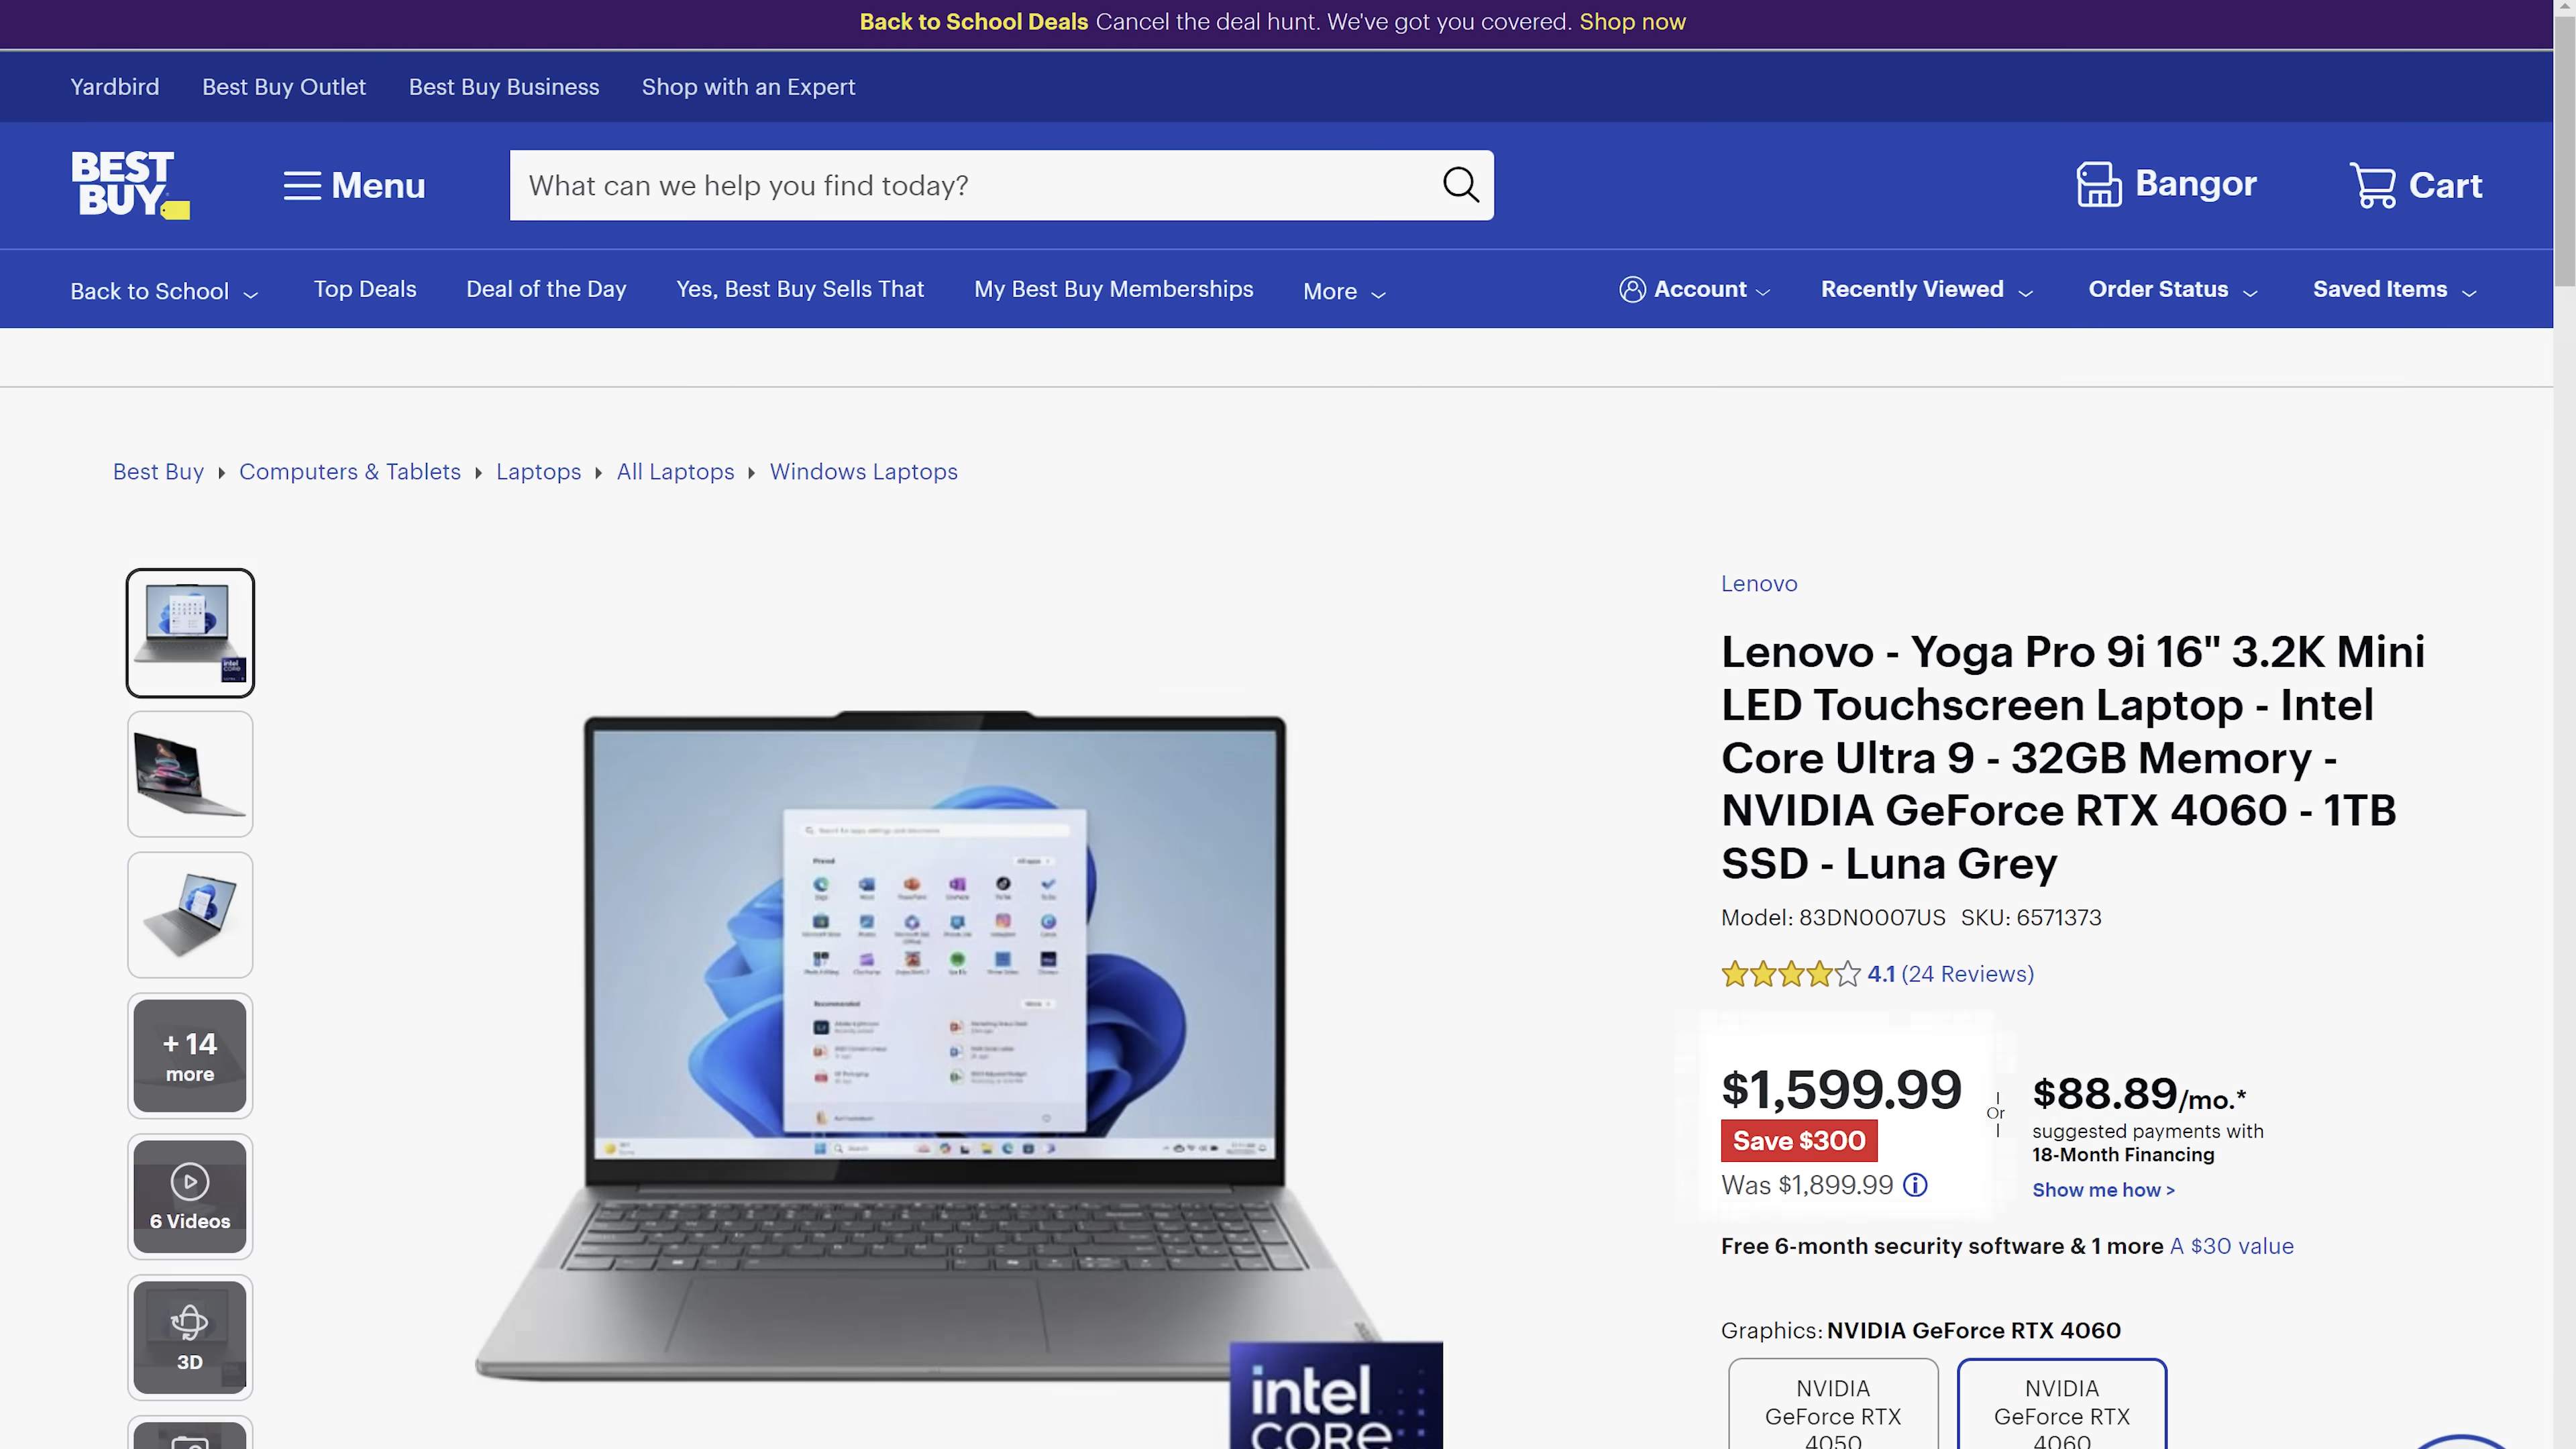 Back to School Deals Cancel the deal hunt. We've got you covered. Shop now
Yardbird Best Buy Outlet Best Buy Business Shop with an Expert
BEST
BUY
Menu
What can we help you find today?
Bangor
Cart
Back to School Top Deals Deal of the Day Yes, Best Buy Sells That My Best Buy Memberships More Account Recently Viewed Order Status Saved Items
Best Buy Computers & Tablets Laptops All Laptops Windows Laptops
+ 14
more
6 Videos
3D
intel
CORE
Lenovo
Lenovo - Yoga Pro 9i 16" 3.2K Mini
LED Touchscreen Laptop - Intel
Core Ultra 9 - 32GB Memory -
NVIDIA GeForce RTX 4060 - 1TB
SSD - Luna Grey
Model: 83DN0007US SKU: 6571373
4.1 (24 Reviews)
$1,599.99
Save $300
Was $1,899.99
Or
$88.89/mo.*
suggested payments with
18-Month Financing
Show me how >
Free 6-month security software & 1 more A $30 value
Graphics: NVIDIA GeForce RTX 4060
NVIDIA
GeForce RTX
4050
NVIDIA
GeForce RTX
4060